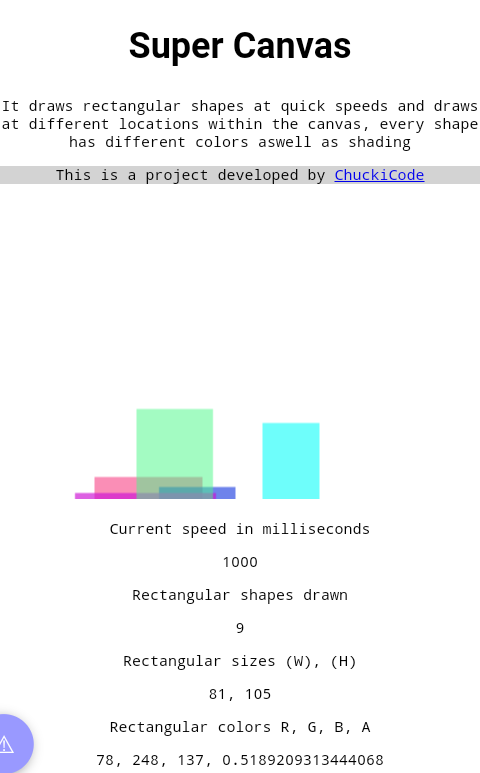 Super Canvas
It draws rectangular shapes at quick speeds and draws
at different locations within the canvas, every shape
has different colors aswell as shading
This is a project developed by ChuckiCode
Current speed in milliseconds
1000
Rectangular shapes drawn
9
Rectangular sizes (W), (H)
81, 105
Rectangular colors R, G, B, A
78, 248, 137, 0.5189209313444068